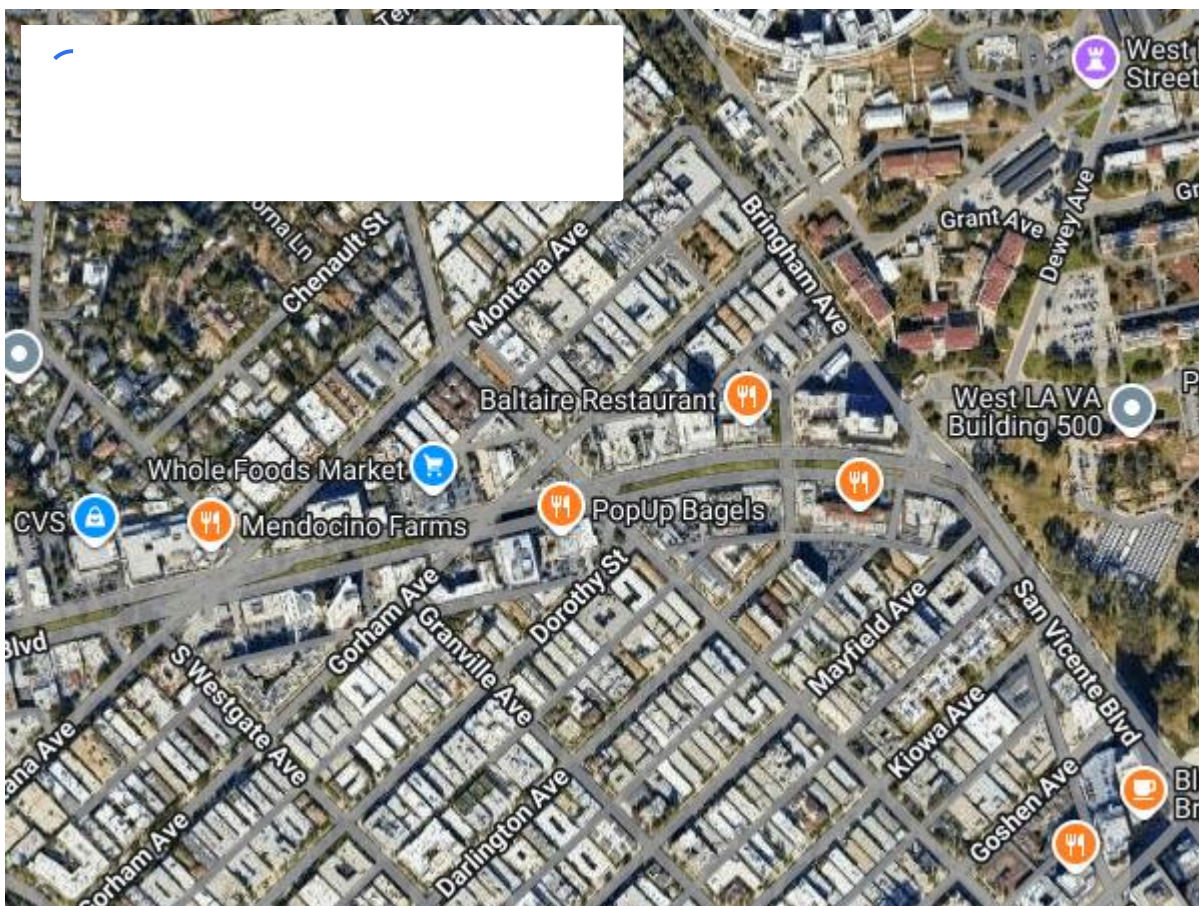 West
Street
Chenault St
Montana Ave
Bringham Ave
Grant Ave
Dewey Ave
Baltaire Restaurant
West LA VA
Building 500
Whole Foods Market
CVS
Mendocino Farms
PopUp Bagels
Blvd
Gorham Ave
Granville Ave
Dorothy St
Mayfield Ave
San Vicente Blvd
S Westgate Ave
Kiowa Ave
Goshen Ave
Darlington Ave
Gorham Ave